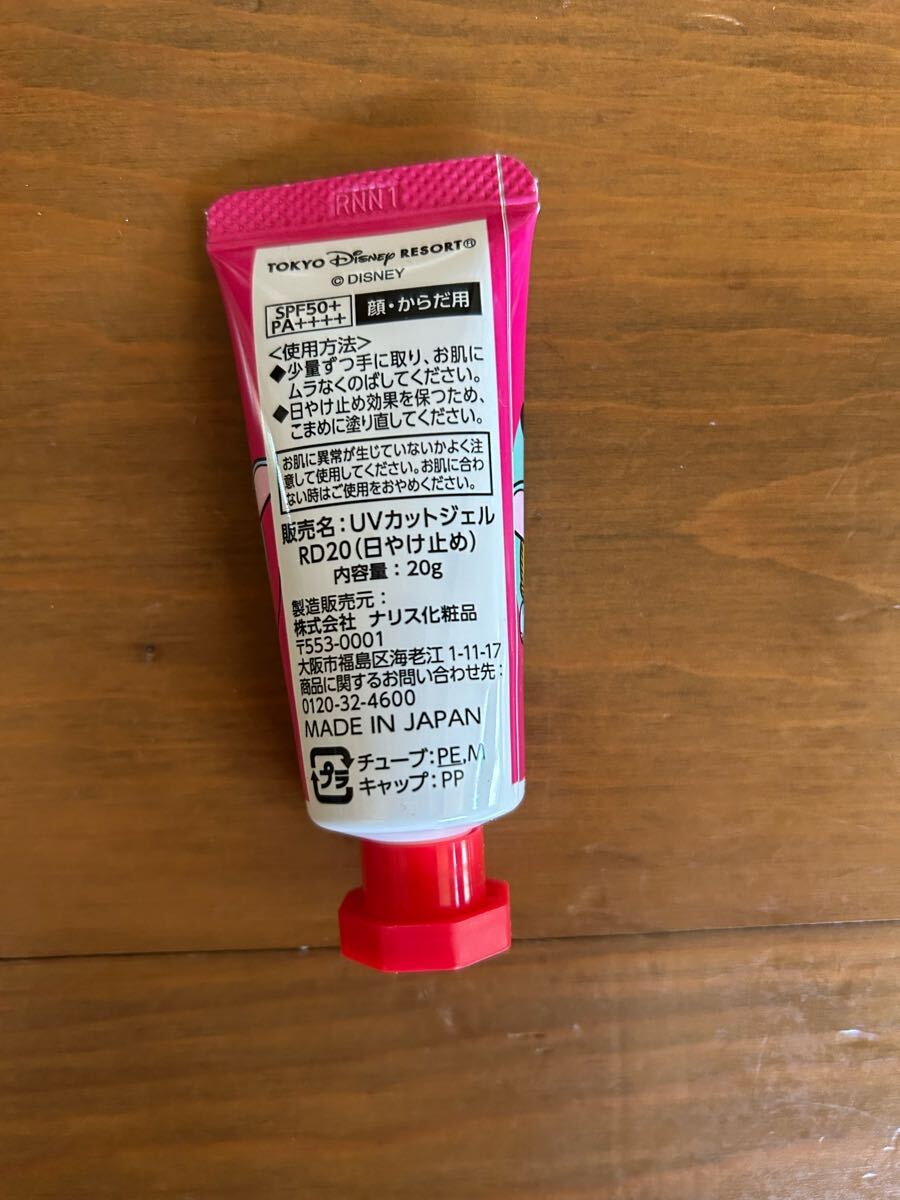 RNN1
TOKYO Disney RESORT®
© DISNEY
SPF50+
PA++++
顔・からだ用
<使用方法>
◆少量ずつ手に取り、お肌に
ムラなくのばしてください。
◆日やけ止め効果を保つため、
こまめに塗り直してください。
お肌に異常が生じていないかよく注
意して使用してください。お肌に合わ
ない時はご使用をおやめください。
販売名：UVカットジェル
RD20（日やけ止め）
内容量：20g
製造販売元：
株式会社 ナリス化粧品
〒553-0001
大阪市福島区海老江 1-11-17
商品に関するお問い合わせ先：
0120-32-4600
MADE IN JAPAN
プラ
チューブ：PE,M
キャップ：PP